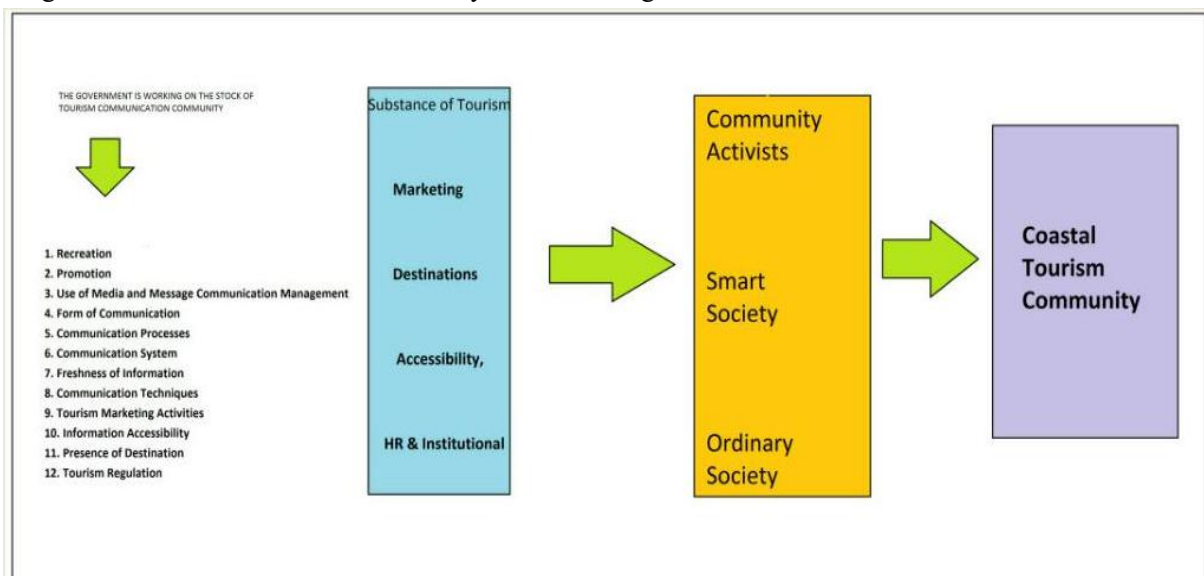 THE GOVERNMENT IS WORKING ON THE STOCK OF
TOURISM COMMUNICATION COMMUNITY
1. Recreation
2. Promotion
3. Use of Media and Message Communication Management
4. Form of Communication
5. Communication Processes
6. Communication System
7. Freshness of Information
8. Communication Techniques
9. Tourism Marketing Activities
10. Information Accessibility
11. Presence of Destination
12. Tourism Regulation
Substance of Tourism
Marketing
Destinations
Accessibility,
HR & Institutional
Community
Activists
Smart
Society
Ordinary
Society
Coastal
Tourism
Community